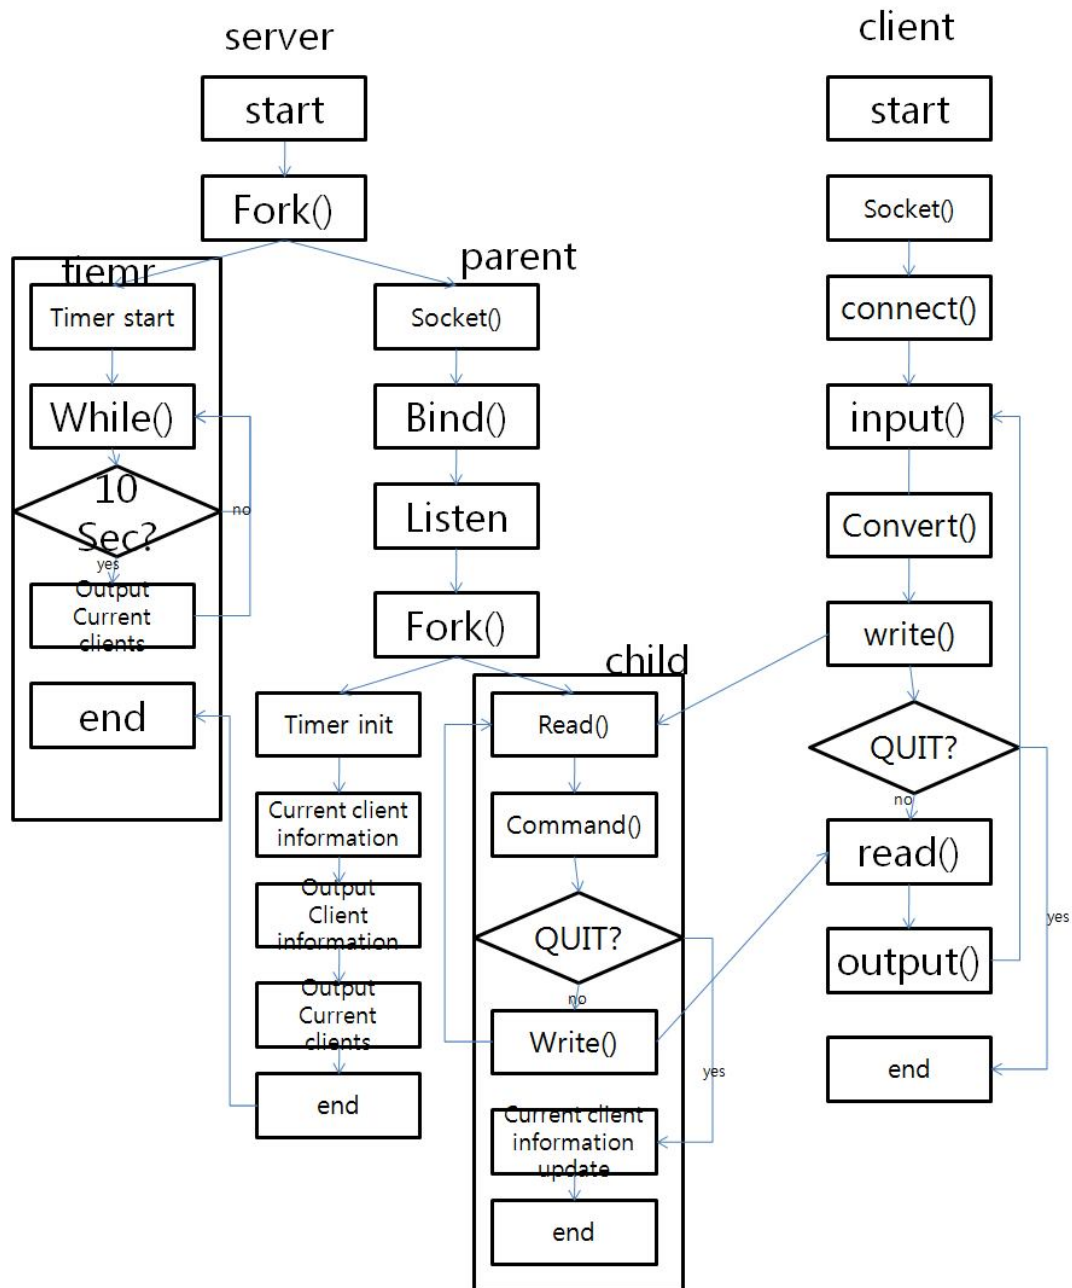 server
start
Fork()
tiemr
Timer start
While()
10
Sec?
no
yes
Output
Current
clients
end
parent
Socket()
Bind()
Listen
Fork()
Timer init
Current client
information
Output
Client
information
Output
Current
clients
end
child
Read()
Command()
QUIT?
no
Write()
yes
Current client
information
update
end
client
start
Socket()
connect()
input()
Convert()
write()
QUIT?
no
read()
yes
output()
end